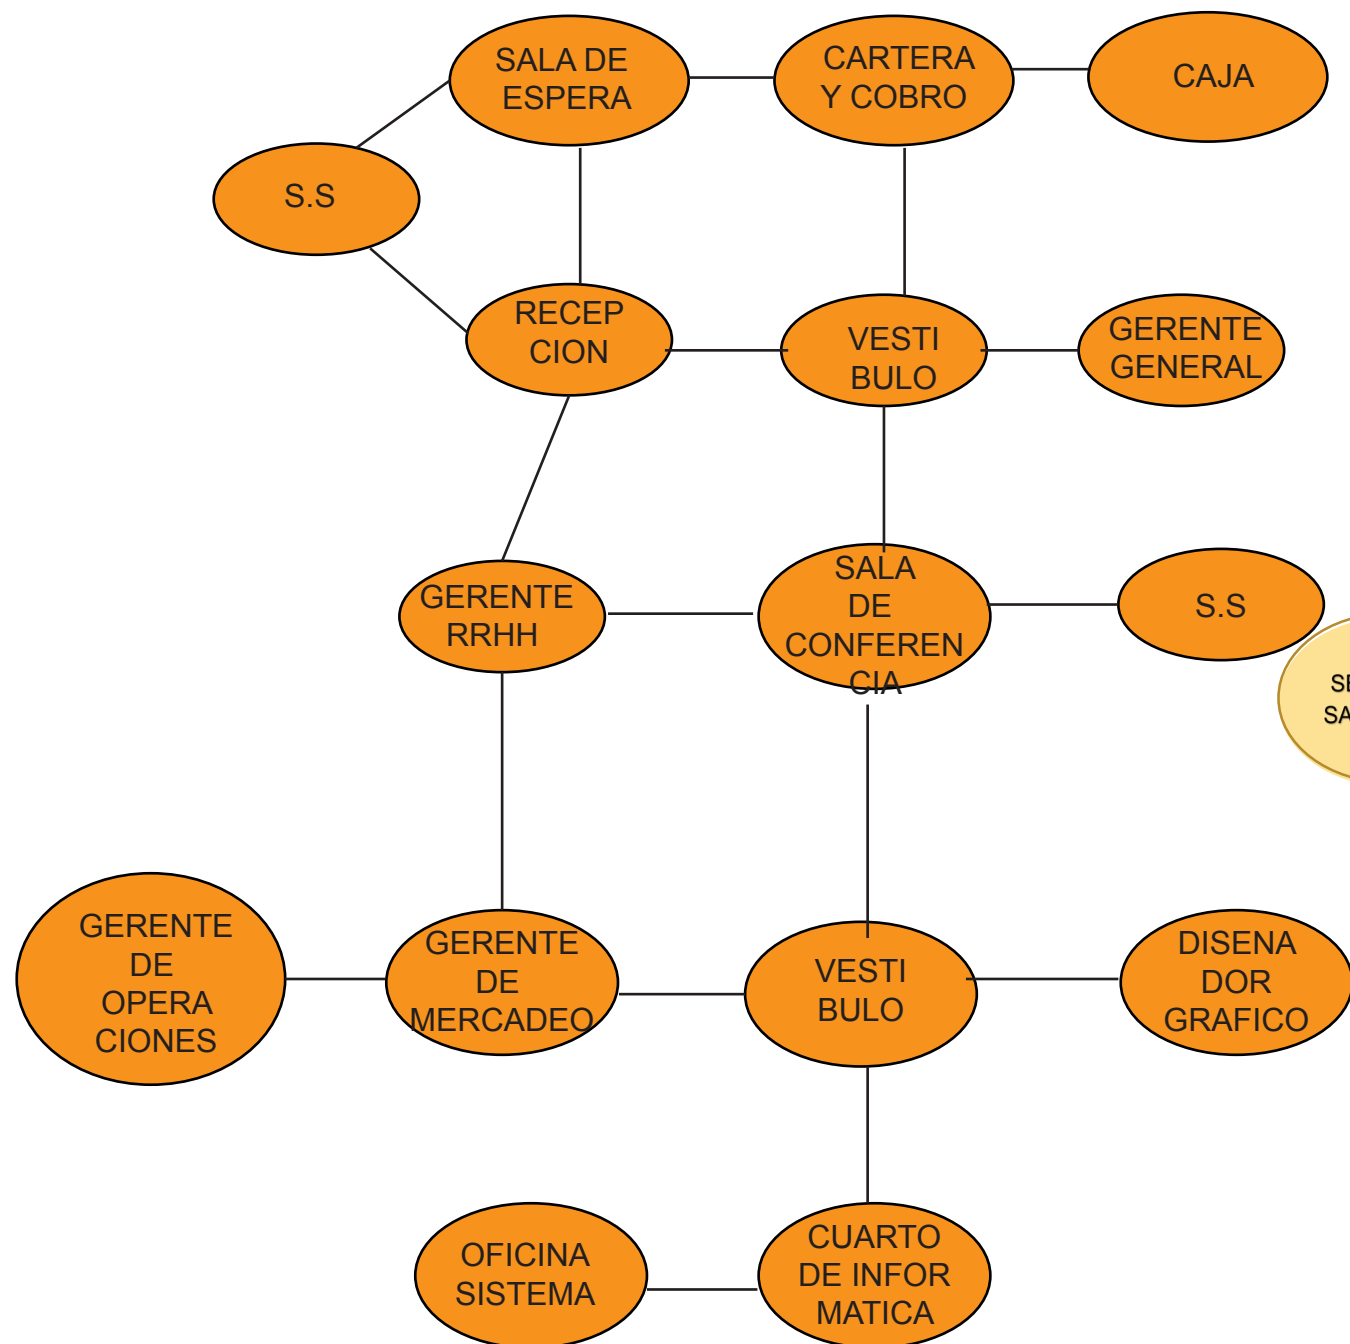 SALA DE
ESPERA
CARTERA
Y COBRO
CAJA
S.S
RECEP
CION
VESTI
BULO
GERENTE
GENERAL
GERENTE
RRHH
SALA
DE
CONFEREN
CIA
S.S
GERENTE
DE
OPERA
CIONES
GERENTE
DE
MERCADEO
VESTI
BULO
DISENA
DOR
GRAFICO
OFICINA
SISTEMA
CUARTO
DE INFOR
MATICA